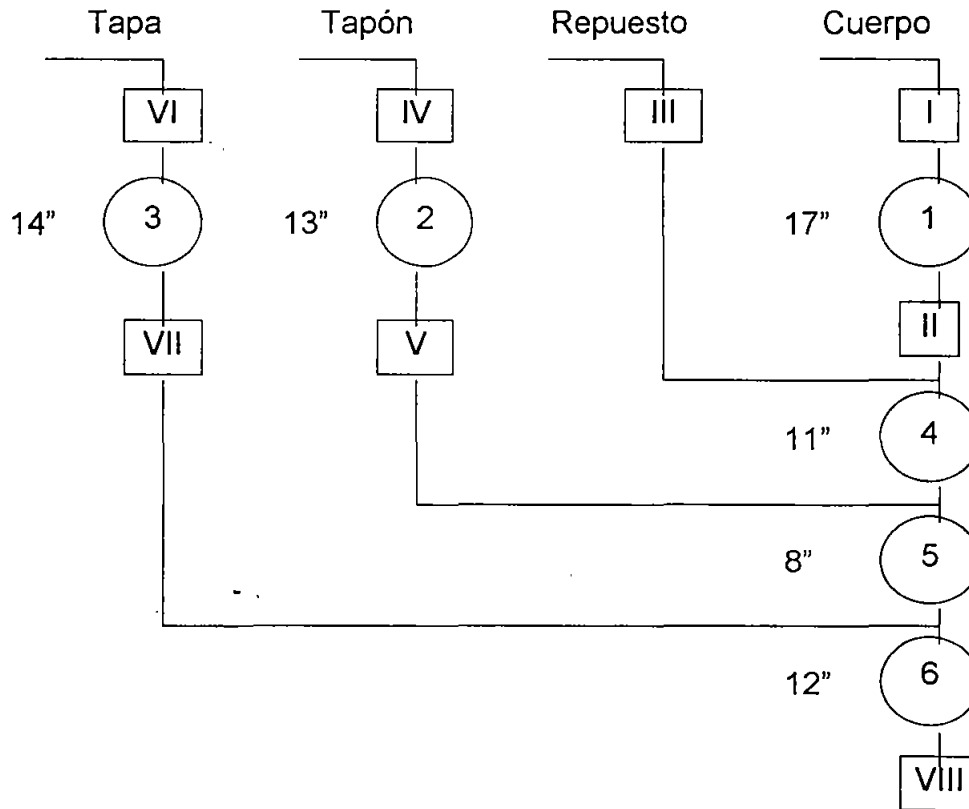 Tapa Tapón Repuesto Cuerpo
VI IV III I
14” 3 13” 2 17” 1
VII V II
11” 4
8” 5
12” 6
VIII